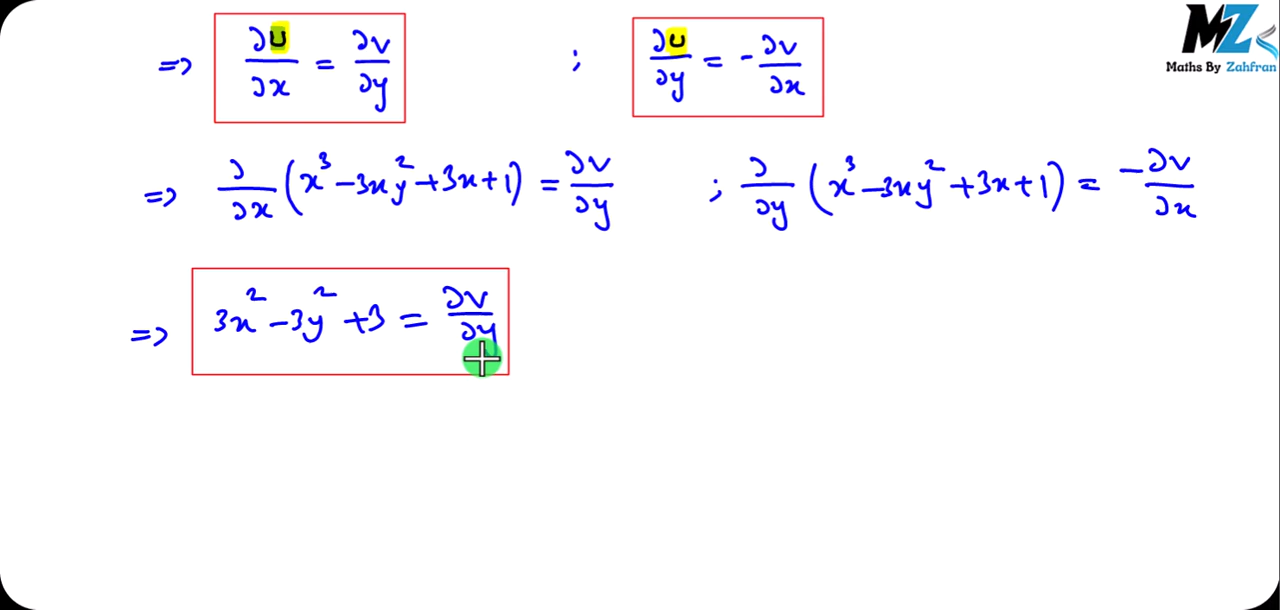 MZ
Maths By Zahfran
=> ∂u/∂x = ∂v/∂y ; ∂u/∂y = -∂v/∂x
=> ∂/∂x (x³ - 3xy² + 3x + 1) = ∂v/∂y ; ∂/∂y (x³ - 3xy² + 3x + 1) = -∂v/∂x
=> 3x² - 3y² + 3 = ∂v/∂y